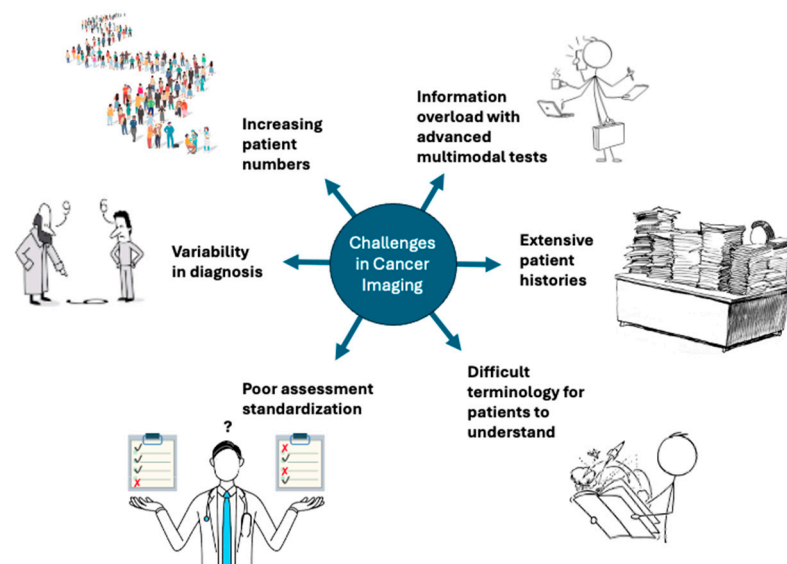 Increasing
patient
numbers
Information
overload with
advanced
multimodal tests
Variability
in diagnosis
9
6
Challenges
in Cancer
Imaging
Extensive
patient
histories
Poor assessment
standardization
?
Difficult
terminology for
patients to
understand